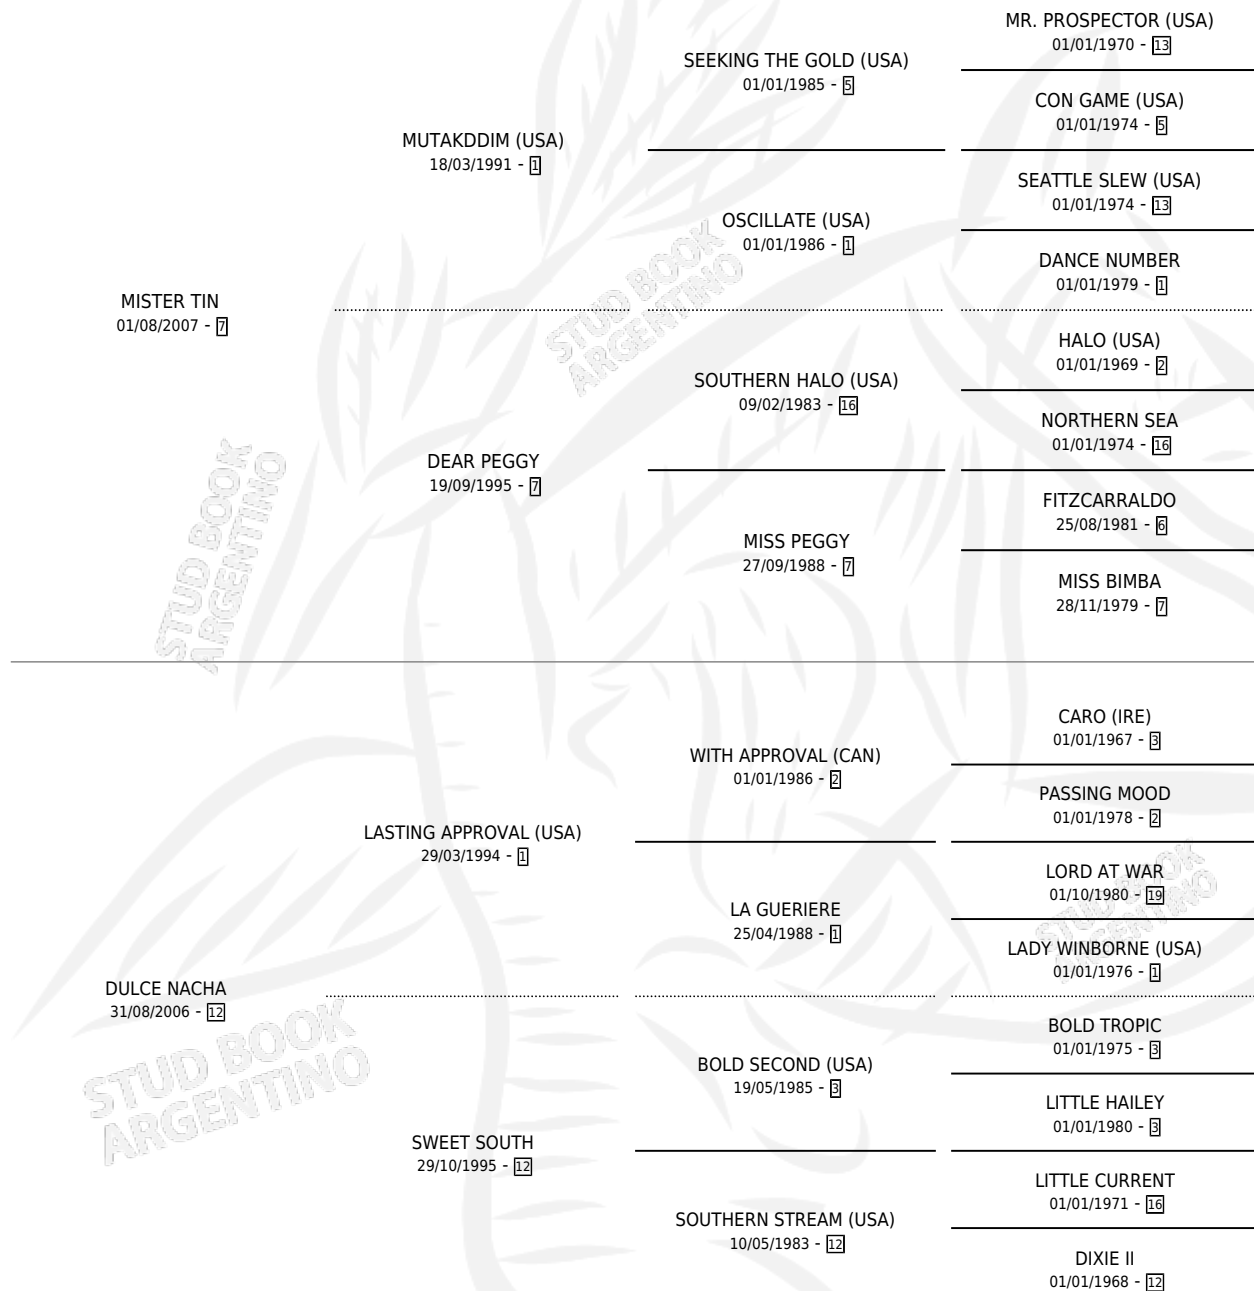 MISTER TIN
01/08/2007 - 7
MUTAKDDIM (USA)
18/03/1991 - 1
SEEKING THE GOLD (USA)
01/01/1985 - 5
MR. PROSPECTOR (USA)
01/01/1970 - 13
CON GAME (USA)
01/01/1974 - 5
OSCILLATE (USA)
01/01/1986 - 1
SEATTLE SLEW (USA)
01/01/1974 - 13
DANCE NUMBER
01/01/1979 - 1
DEAR PEGGY
19/09/1995 - 7
SOUTHERN HALO (USA)
09/02/1983 - 16
HALO (USA)
01/01/1969 - 2
NORTHERN SEA
01/01/1974 - 16
MISS PEGGY
27/09/1988 - 7
FITZCARRALDO
25/08/1981 - 6
MISS BIMBA
28/11/1979 - 7
DULCE NACHA
31/08/2006 - 12
LASTING APPROVAL (USA)
29/03/1994 - 1
WITH APPROVAL (CAN)
01/01/1986 - 2
CARO (IRE)
01/01/1967 - 3
PASSING MOOD
01/01/1978 - 2
LA GUERIERE
25/04/1988 - 1
LORD AT WAR
01/10/1980 - 19
LADY WINBORNE (USA)
01/01/1976 - 1
SWEET SOUTH
29/10/1995 - 12
BOLD SECOND (USA)
19/05/1985 - 3
BOLD TROPIC
01/01/1975 - 3
LITTLE HAILEY
01/01/1980 - 3
SOUTHERN STREAM (USA)
10/05/1983 - 12
LITTLE CURRENT
01/01/1971 - 16
DIXIE II
01/01/1968 - 12
STUD BOOK
ARGENTINO
STUD BOOK
ARGENTINO
STUD BOOK
ARGENTINO
STUD BOOK
ARGENTINO